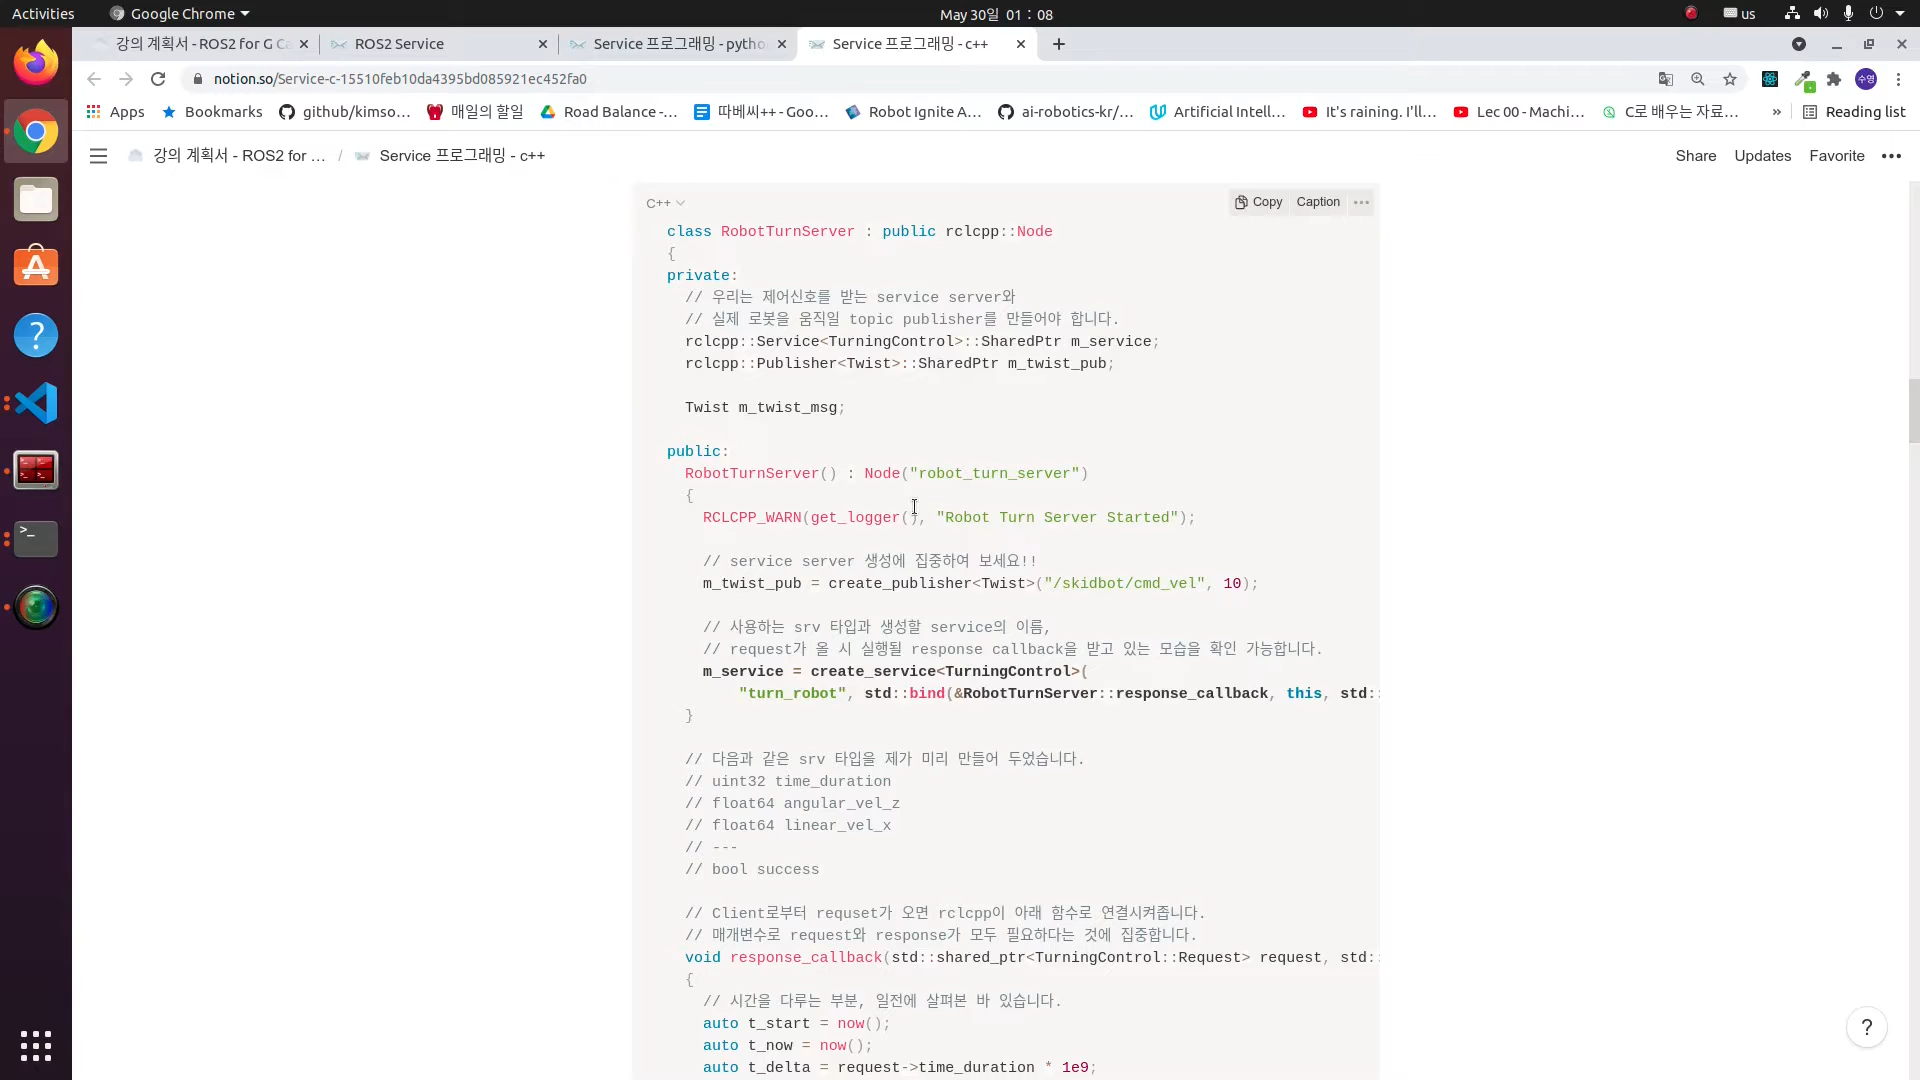 Activities
Google Chrome
May 30일 01 : 08
us
강의 계획서 - ROS2 for G Ca
ROS2 Service
Service 프로그래밍 - pytho
Service 프로그래밍 - c++
notion.so/Service-c-15510feb10da4395bd085921ec452fa0
수영
Apps
Bookmarks
github/kimso...
매일의 할일
Road Balance -...
따베씨++ - Goo...
Robot Ignite A...
ai-robotics-kr/...
Artificial Intell...
It's raining. I'll...
Lec 00 - Machi...
C로 배우는 자료...
»
Reading list
강의 계획서 - ROS2 for ...
/
Service 프로그래밍 - c++
Share
Updates
Favorite
C++
Copy
Caption
class RobotTurnServer : public rclcpp::Node
{
private:
// 우리는 제어신호를 받는 service server와
// 실제 로봇을 움직일 topic publisher를 만들어야 합니다.
rclcpp::Service<TurningControl>::SharedPtr m_service;
rclcpp::Publisher<Twist>::SharedPtr m_twist_pub;
Twist m_twist_msg;
public:
RobotTurnServer() : Node("robot_turn_server")
{
RCLCPP_WARN(get_logger(), "Robot Turn Server Started");
// service server 생성에 집중하여 보세요!!
m_twist_pub = create_publisher<Twist>("/skidbot/cmd_vel", 10);
// 사용하는 srv 타입과 생성할 service의 이름,
// request가 올 시 실행될 response callback을 받고 있는 모습을 확인 가능합니다.
m_service = create_service<TurningControl>(
"turn_robot", std::bind(&RobotTurnServer::response_callback, this, std:
}
// 다음과 같은 srv 타입을 제가 미리 만들어 두었습니다.
// uint32 time_duration
// float64 angular_vel_z
// float64 linear_vel_x
// ---
// bool success
// Client로부터 requset가 오면 rclcpp이 아래 함수로 연결시켜줍니다.
// 매개변수로 request와 response가 모두 필요하다는 것에 집중합니다.
void response_callback(std::shared_ptr<TurningControl::Request> request, std:
{
// 시간을 다루는 부분, 일전에 살펴본 바 있습니다.
auto t_start = now();
auto t_now = now();
auto t_delta = request->time_duration * 1e9;
?